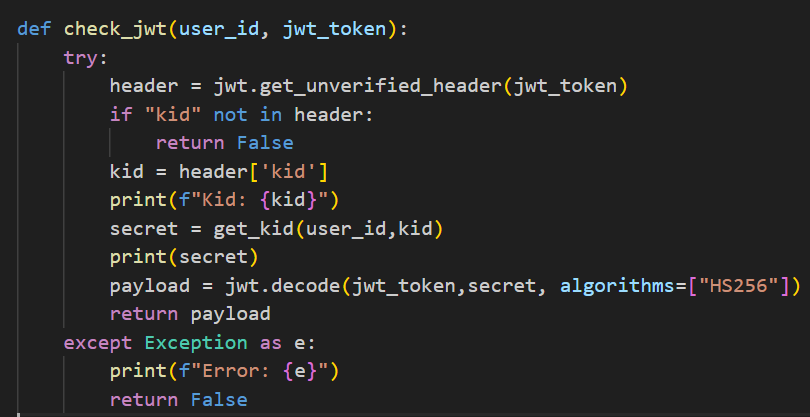 def check_jwt(user_id, jwt_token):
    try:
        header = jwt.get_unverified_header(jwt_token)
        if "kid" not in header:
            return False
        kid = header['kid']
        print(f"Kid: {kid}")
        secret = get_kid(user_id,kid)
        print(secret)
        payload = jwt.decode(jwt_token,secret, algorithms=["HS256"])
        return payload
    except Exception as e:
        print(f"Error: {e}")
        return False